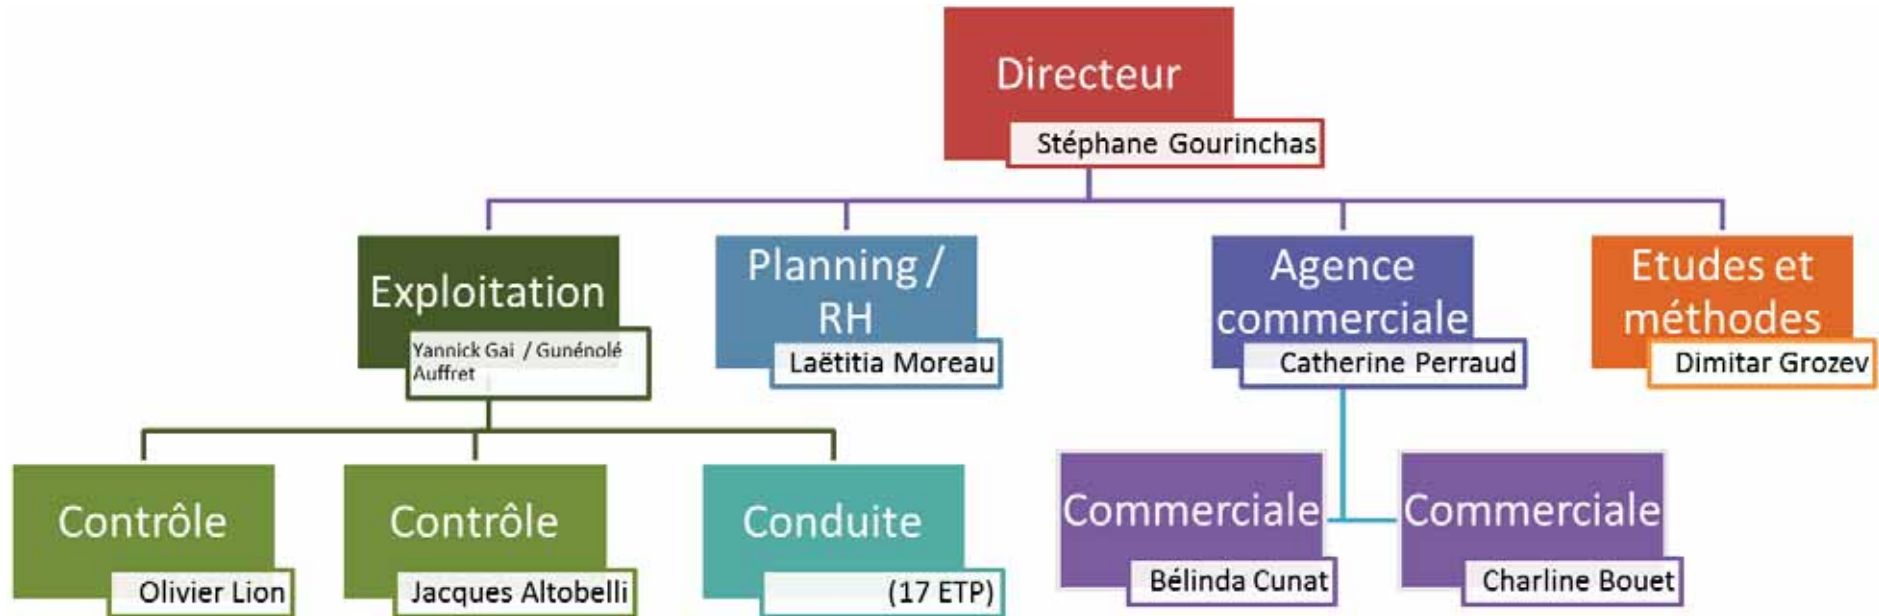 Directeur
Stéphane Gourinchas
Exploitation
Yannick Gai / Gunénolé
Auffret
Planning /
RH
Laëtitia Moreau
Agence
commerciale
Catherine Perraud
Etudes et
méthodes
Dimitar Grozev
Contrôle
Olivier Lion
Contrôle
Jacques Altobelli
Conduite
(17 ETP)
Commerciale
Bélinda Cunat
Commerciale
Charline Bouet